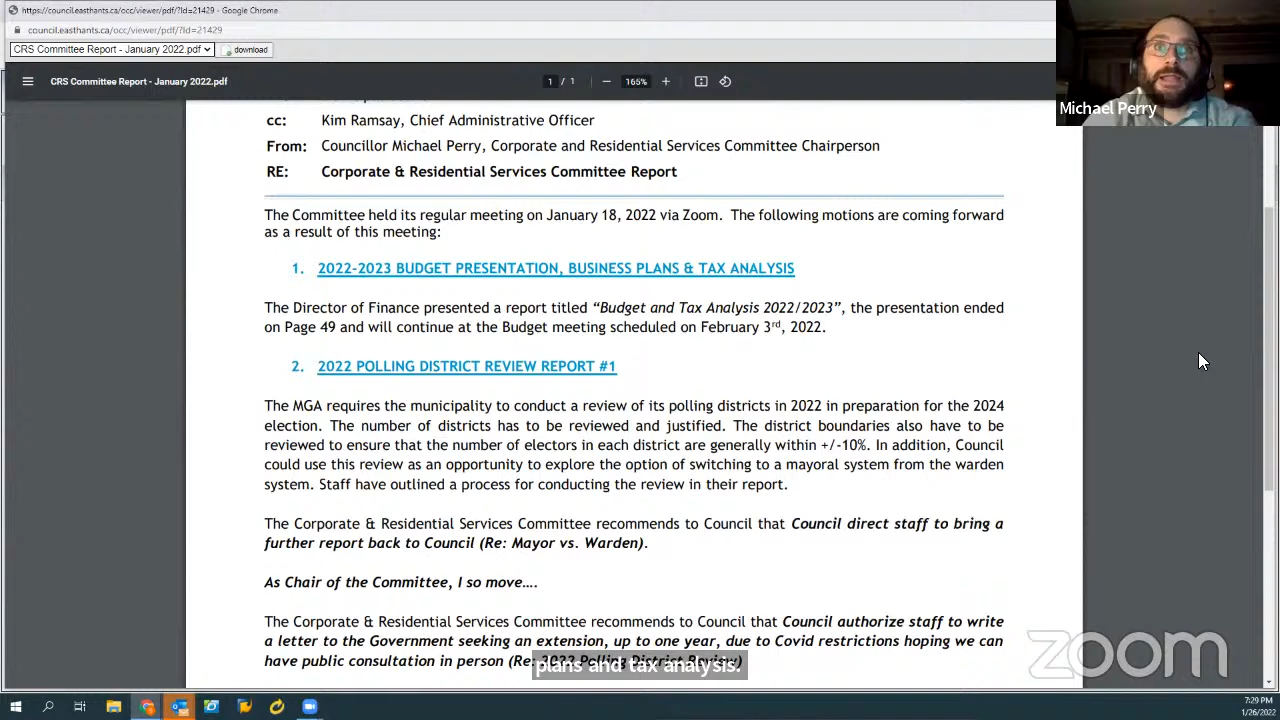 https://council.easthants.ca/occ/viewer/pdf/?Id=21429 - Google Chrome
council.easthants.ca/occ/viewer/pdf/?Id=21429
CRS Committee Report - January 2022.pdf
download
CRS Committee Report - January 2022.pdf
1 / 1
165%
Michael Perry
cc: Kim Ramsay, Chief Administrative Officer
From: Councillor Michael Perry, Corporate and Residential Services Committee Chairperson
RE: Corporate & Residential Services Committee Report
The Committee held its regular meeting on January 18, 2022 via Zoom. The following motions are coming forward
as a result of this meeting:
1. 2022-2023 BUDGET PRESENTATION, BUSINESS PLANS & TAX ANALYSIS
The Director of Finance presented a report titled “Budget and Tax Analysis 2022/2023”, the presentation ended
on Page 49 and will continue at the Budget meeting scheduled on February 3rd, 2022.
2. 2022 POLLING DISTRICT REVIEW REPORT #1
The MGA requires the municipality to conduct a review of its polling districts in 2022 in preparation for the 2024
election. The number of districts has to be reviewed and justified. The district boundaries also have to be
reviewed to ensure that the number of electors in each district are generally within +/-10%. In addition, Council
could use this review as an opportunity to explore the option of switching to a mayoral system from the warden
system. Staff have outlined a process for conducting the review in their report.
The Corporate & Residential Services Committee recommends to Council that Council direct staff to bring a
further report back to Council (Re: Mayor vs. Warden).
As Chair of the Committee, I so move….
The Corporate & Residential Services Committee recommends to Council that Council authorize staff to write
a letter to the Government seeking an extension, up to one year, due to Covid restrictions hoping we can
have public consultation in person (Re: 2022 Polling District Review)
plans and tax analysis.
zoom
7:29 PM
1/26/2022